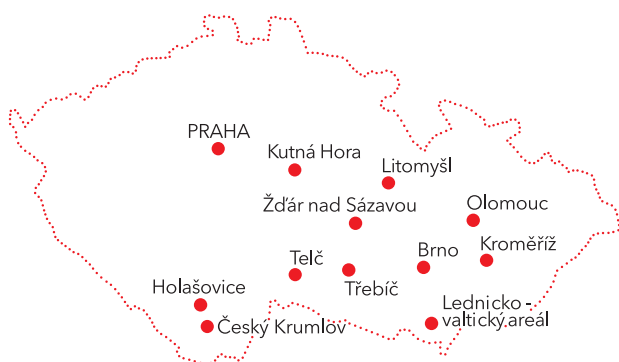 PRAHA
Kutná Hora
Litomyšl
Žďár nad Sázavou
Olomouc
Telč
Třebíč
Brno
Kroměříž
Holašovice
Český Krumlov
Lednicko -
valtický areál